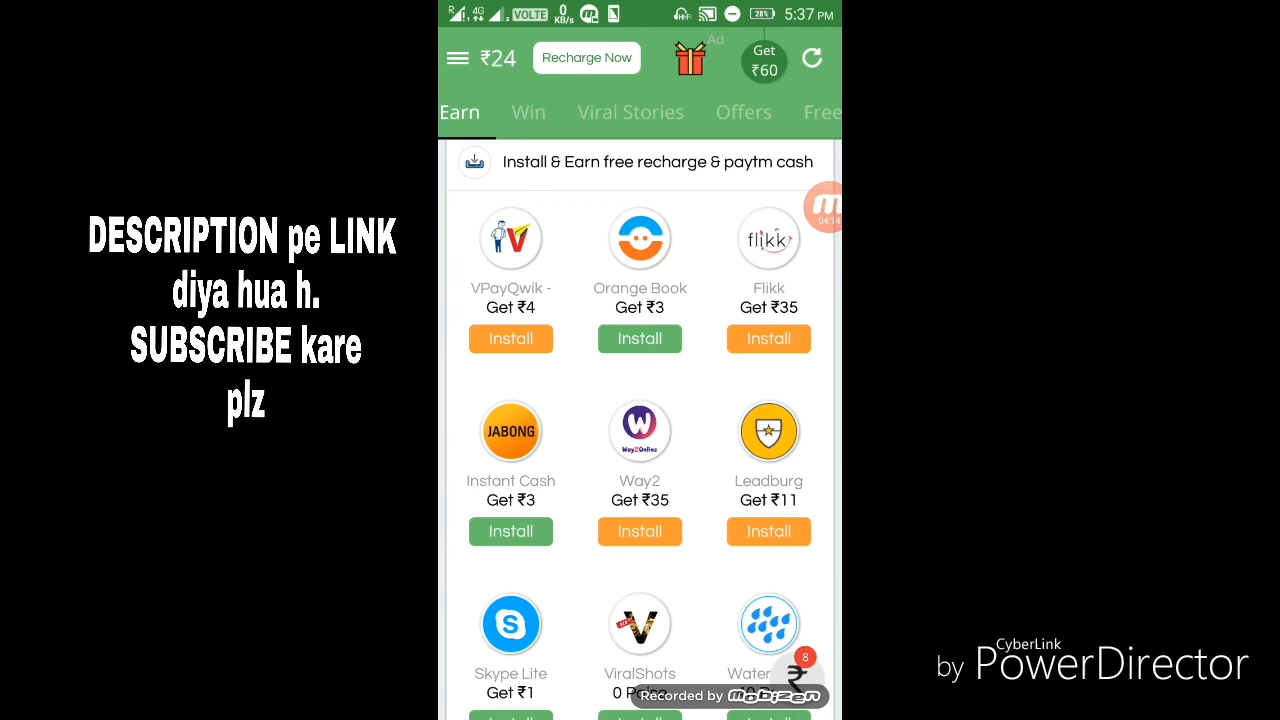 4G VOLTE 0 KB/s 28% 5:37 PM
₹24 Recharge Now Ad Get ₹60
Earn Win Viral Stories Offers Free
Install & Earn free recharge & paytm cash
04:14
flikk
VPayQwik - Orange Book Flikk
Get ₹4 Get ₹3 Get ₹35
Install Install Install
JABONG Way2Online
Instant Cash Way2 Leadburg
Get ₹3 Get ₹35 Get ₹11
Install Install Install
8
Skype Lite ViralShots Water
Get ₹1 0
Recorded by mobizen
DESCRIPTION pe LINK
diya hua h.
SUBSCRIBE kare
plz
CyberLink
by PowerDirector